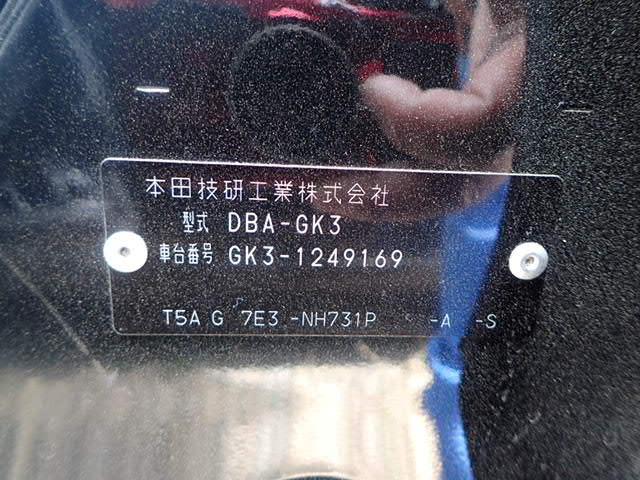 本田技研工業株式会社
型式 DBA-GK3
車台番号 GK3-1249169
T5A G 7E3 -NH731P -A -S